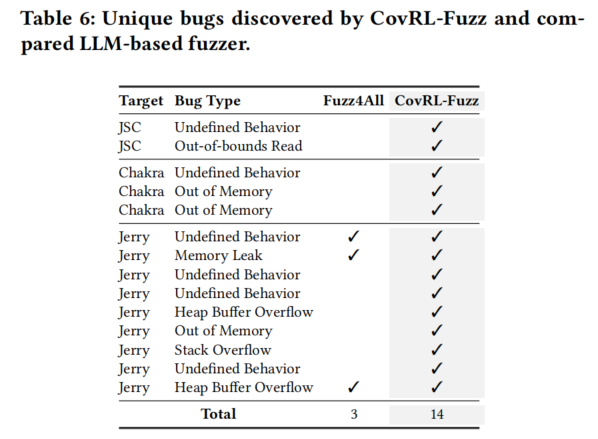 Table 6: Unique bugs discovered by CovRL-Fuzz and com-
pared LLM-based fuzzer.
Target Bug Type Fuzz4All CovRL-Fuzz
JSC Undefined Behavior ✓
JSC Out-of-bounds Read ✓
Chakra Undefined Behavior ✓
Chakra Out of Memory ✓
Chakra Out of Memory ✓
Jerry Undefined Behavior ✓ ✓
Jerry Memory Leak ✓ ✓
Jerry Undefined Behavior ✓
Jerry Undefined Behavior ✓
Jerry Heap Buffer Overflow ✓
Jerry Out of Memory ✓
Jerry Stack Overflow ✓
Jerry Undefined Behavior ✓
Jerry Heap Buffer Overflow ✓ ✓
Total 3 14